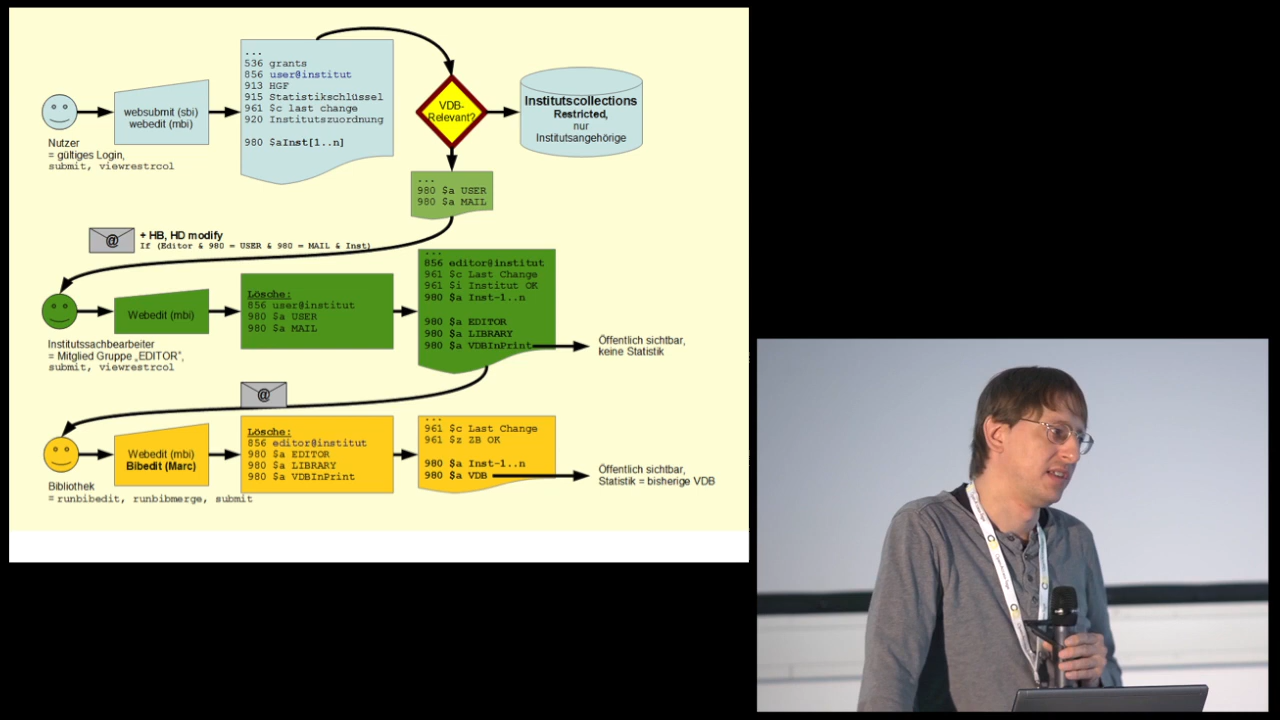 ...
536 grants
856 user@institut
913 HGF
915 Statistikschlüssel
961 $c last change
920 Institutszuordnung
980 $aInst[1..n]
websubmit (sbi)
webedit (mbi)
Nutzer
= gültiges Login,
submit, viewrestrcol
VDB-
Relevant?
Institutscollections
Restricted,
nur
Institutsangehörige
...
980 $a USER
980 $a MAIL
@
+ HB, HD modify
If (Editor & 980 = USER & 980 = MAIL & Inst)
Webedit (mbi)
Institutssachbearbeiter
= Mitglied Gruppe „EDITOR",
submit, viewrestrcol
Lösche:
856 user@institut
980 $a USER
980 $a MAIL
...
856 editor@institut
961 $c Last Change
961 $i Institut OK
980 $a Inst-1..n
980 $a EDITOR
980 $a LIBRARY
980 $a VDBInPrint
Öffentlich sichtbar,
keine Statistik
@
Webedit (mbi)
Bibedit (Marc)
Bibliothek
= runbibedit, runbibmerge, submit
Lösche:
856 editor@institut
980 $a EDITOR
980 $a LIBRARY
980 $a VDBInPrint
...
961 $c Last Change
961 $z ZB OK
980 $a Inst-1..n
980 $a VDB
Öffentlich sichtbar,
Statistik = bisherige VDB